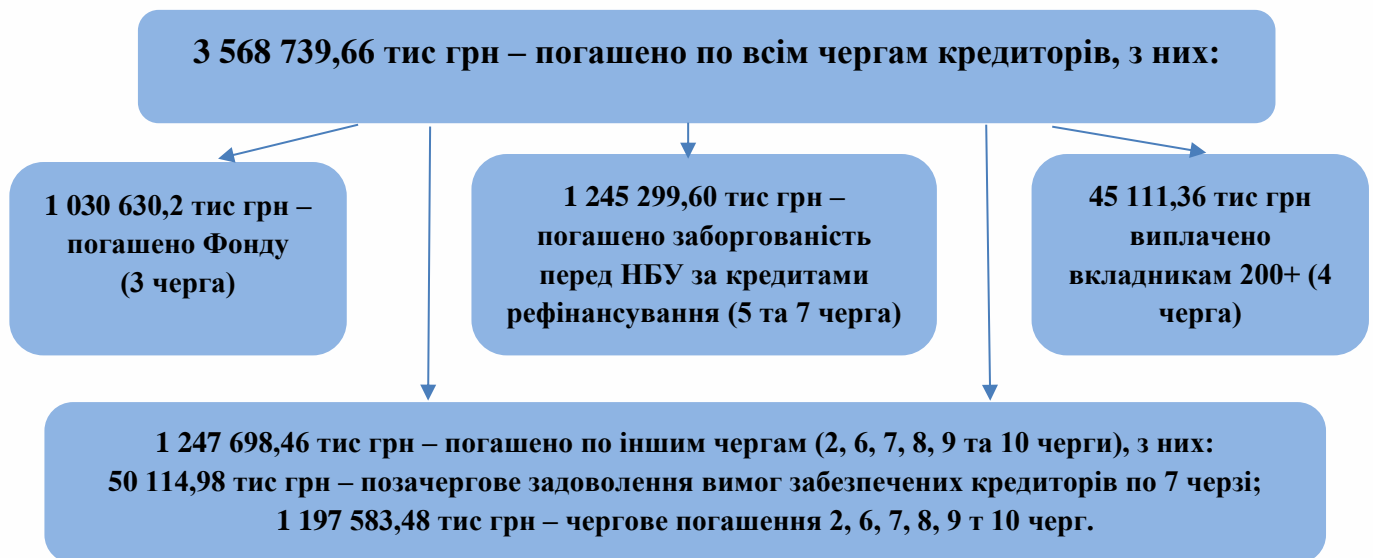 3 568 739,66 тис грн – погашено по всім чергам кредиторів, з них:
1 030 630,2 тис грн –
погашено Фонду
(3 черга)
1 245 299,60 тис грн –
погашено заборгованість
перед НБУ за кредитами
рефінансування (5 та 7 черга)
45 111,36 тис грн
виплачено
вкладникам 200+ (4
черга)
1 247 698,46 тис грн – погашено по іншим чергам (2, 6, 7, 8, 9 та 10 черги), з них:
50 114,98 тис грн – позачергове задоволення вимог забезпечених кредиторів по 7 черзі;
1 197 583,48 тис грн – чергове погашення 2, 6, 7, 8, 9 т 10 черг.